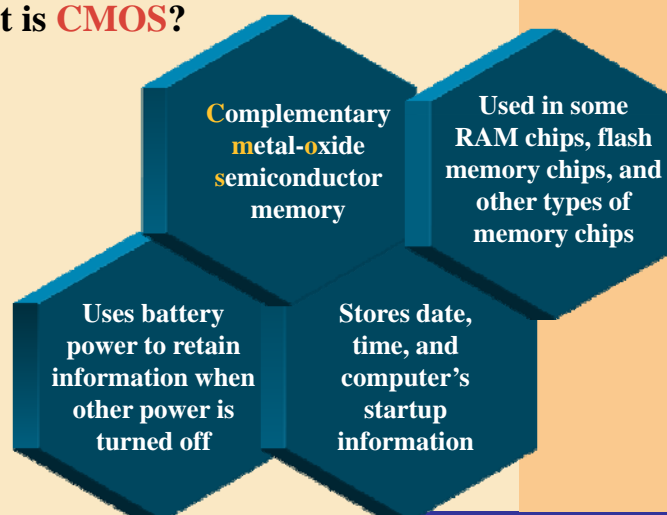 t is CMOS?
Complementary
metal-oxide
semiconductor
memory
Used in some
RAM chips, flash
memory chips, and
other types of
memory chips
Uses battery
power to retain
information when
other power is
turned off
Stores date,
time, and
computer’s
startup
information